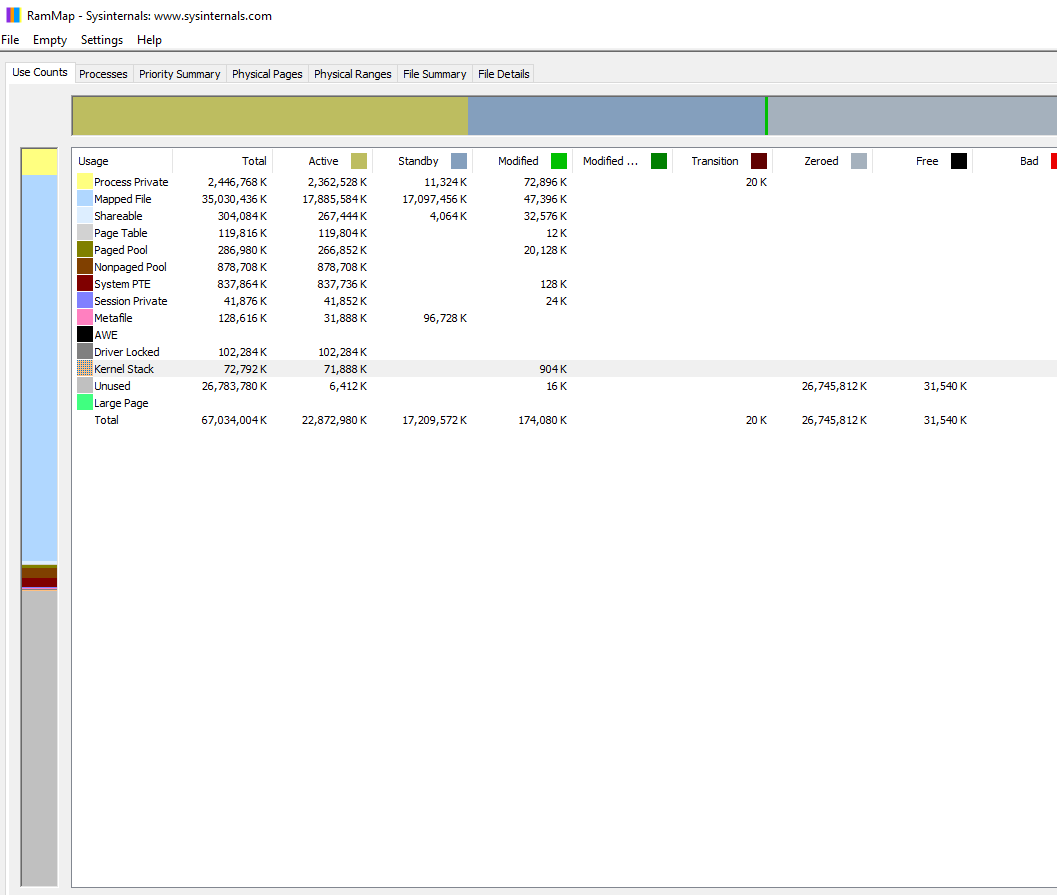 RamMap - Sysinternals: www.sysinternals.com
File Empty Settings Help
Use Counts Processes Priority Summary Physical Pages Physical Ranges File Summary File Details
Usage Total Active Standby Modified Modified ... Transition Zeroed Free Bad
Process Private 2,446,768 K 2,362,528 K 11,324 K 72,896 K 20 K
Mapped File 35,030,436 K 17,885,584 K 17,097,456 K 47,396 K
Shareable 304,084 K 267,444 K 4,064 K 32,576 K
Page Table 119,816 K 119,804 K 12 K
Paged Pool 286,980 K 266,852 K 20,128 K
Nonpaged Pool 878,708 K 878,708 K
System PTE 837,864 K 837,736 K 128 K
Session Private 41,876 K 41,852 K 24 K
Metafile 128,616 K 31,888 K 96,728 K
AWE
Driver Locked 102,284 K 102,284 K
Kernel Stack 72,792 K 71,888 K 904 K
Unused 26,783,780 K 6,412 K 16 K 26,745,812 K 31,540 K
Large Page
Total 67,034,004 K 22,872,980 K 17,209,572 K 174,080 K 20 K 26,745,812 K 31,540 K